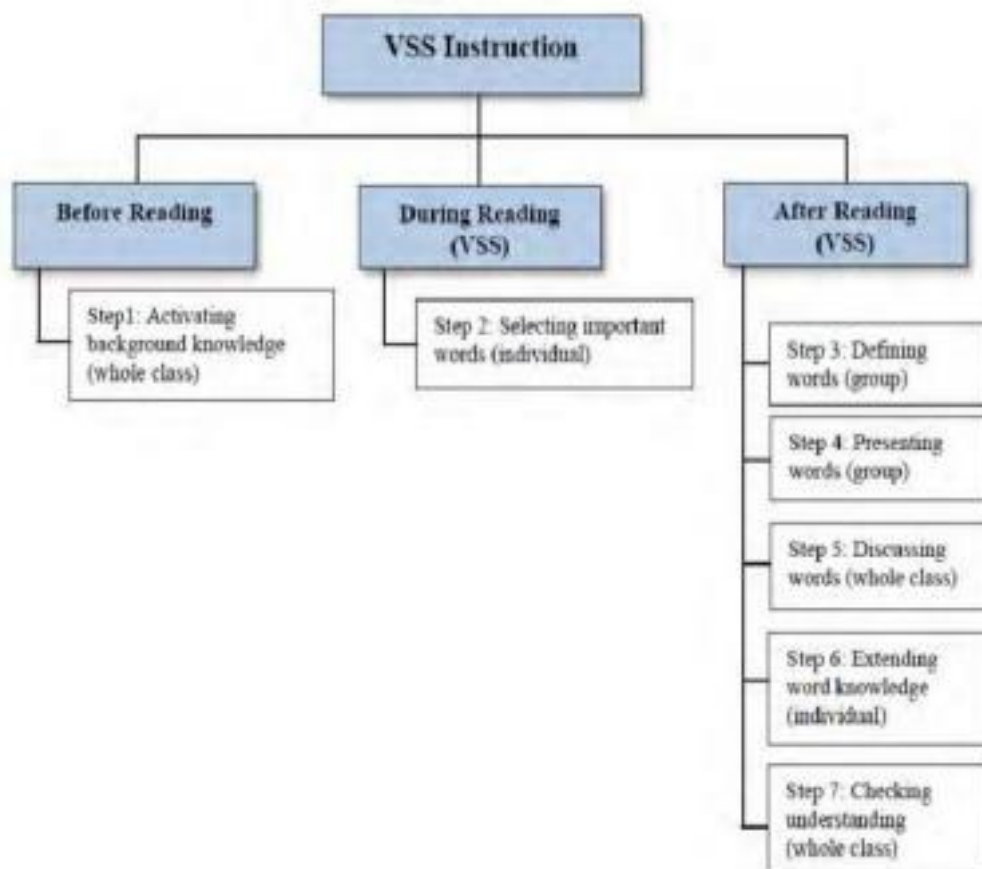 VSS Instruction
Before Reading
Step1: Activating
background knowledge
(whole class)
During Reading
(VSS)
Step 2: Selecting important
words (individual)
After Reading
(VSS)
Step 3: Defining
words (group)
Step 4: Presenting
words (group)
Step 5: Discussing
words (whole class)
Step 6: Extending
word knowledge
(individual)
Step 7: Checking
understanding
(whole class)